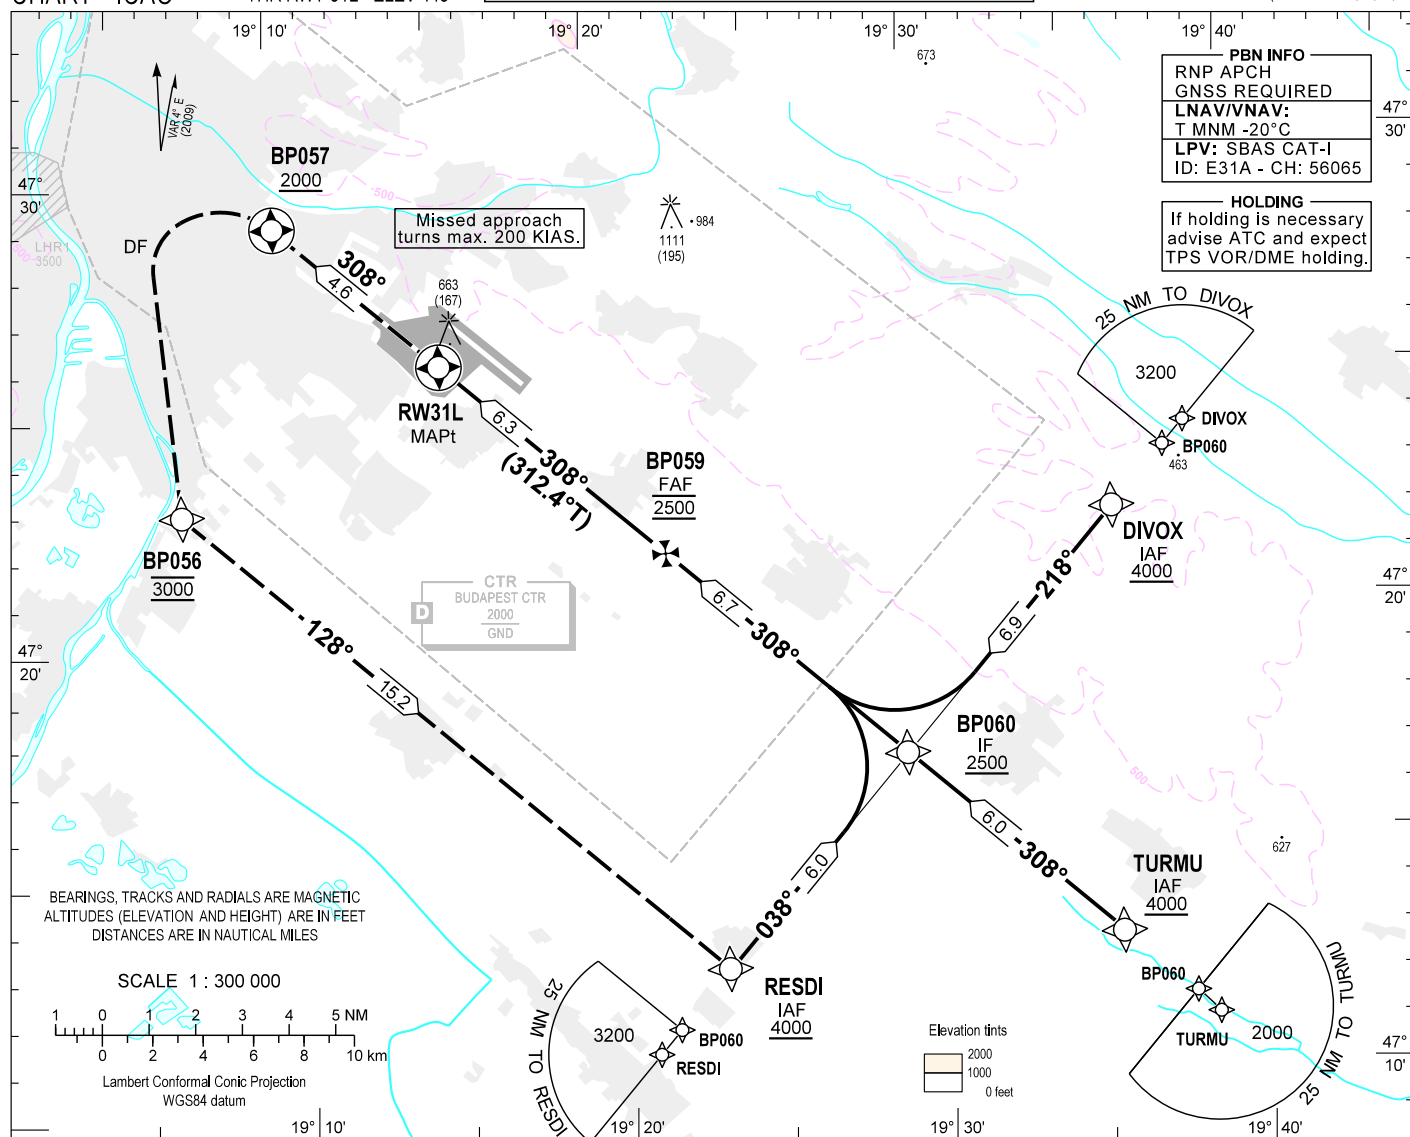 19° 10'
19° 20'
19° 30'
19° 40'
PBN INFO
RNP APCH
GNSS REQUIRED
LNAV/VNAV:
T MNM -20°C
LPV: SBAS CAT-I
ID: E31A - CH: 56065
47°
30'
HOLDING
If holding is necessary
advise ATC and expect
TPS VOR/DME holding.
VAR 4° E
(2009)
673
BP057
2000
47°
30'
500
Missed approach
turns max. 200 KIAS.
984
1111
(195)
LHR1
3500
500
DF
308°
4.6
663
(167)
25 NM TO DIVOX
3200
DIVOX
BP060
463
RW31L
MAPt
6.3
308°
(312.4°T)
BP059
FAF
2500
DIVOX
IAF
4000
BP056
3000
CTR
BUDAPEST CTR
2000
GND
D
218°
6.9
47°
20'
6.7
308°
128°
15.2
47°
20'
BP060
IF
2500
500
6.0
308°
627
TURMU
IAF
4000
038°
6.0
RESDI
IAF
4000
BP060
TURMU
2000
25 NM TO TURMU
BEARINGS, TRACKS AND RADIALS ARE MAGNETIC
ALTITUDES (ELEVATION AND HEIGHT) ARE IN FEET
DISTANCES ARE IN NAUTICAL MILES
SCALE 1 : 300 000
1 0 1 2 3 4 5 NM
0 2 4 6 8 10 km
Lambert Conformal Conic Projection
WGS84 datum
25 NM TO RESDI
3200
BP060
RESDI
Elevation tints
2000
1000
0 feet
47°
10'
19° 10'
19° 20'
19° 30'
19° 40'